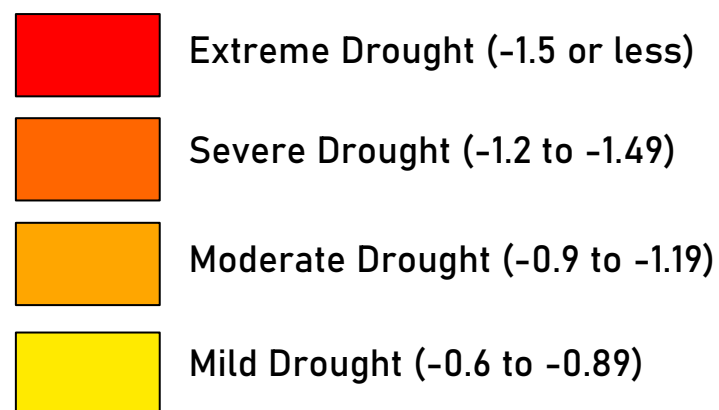 Extreme Drought (-1.5 or less)
Severe Drought (-1.2 to -1.49)
Moderate Drought (-0.9 to -1.19)
Mild Drought (-0.6 to -0.89)